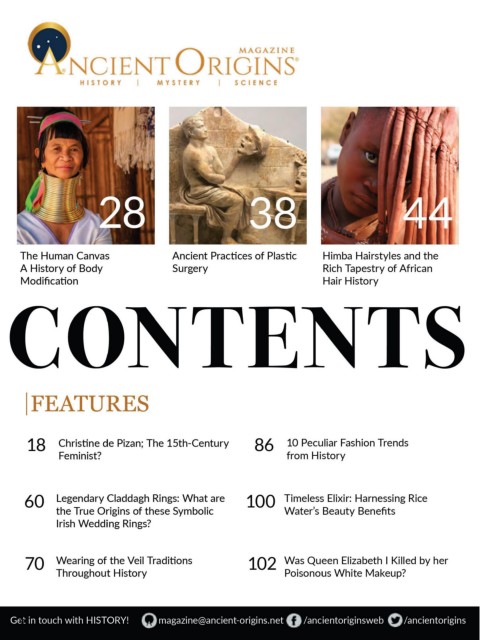 MAGAZINE
ANCIENT ORIGINS®
HISTORY | MYSTERY | SCIENCE
28
38
44
The Human Canvas
A History of Body
Modification
Ancient Practices of Plastic
Surgery
Himba Hairstyles and the
Rich Tapestry of African
Hair History
CONTENTS
FEATURES
18 Christine de Pizan; The 15th-Century
Feminist?
60 Legendary Claddagh Rings: What are
the True Origins of these Symbolic
Irish Wedding Rings?
70 Wearing of the Veil Traditions
Throughout History
86 10 Peculiar Fashion Trends
from History
100 Timeless Elixir: Harnessing Rice
Water's Beauty Benefits
102 Was Queen Elizabeth I Killed by her
Poisonous White Makeup?
Get in touch with HISTORY! magazine@ancient-origins.net /ancientoriginsweb /ancientorigins